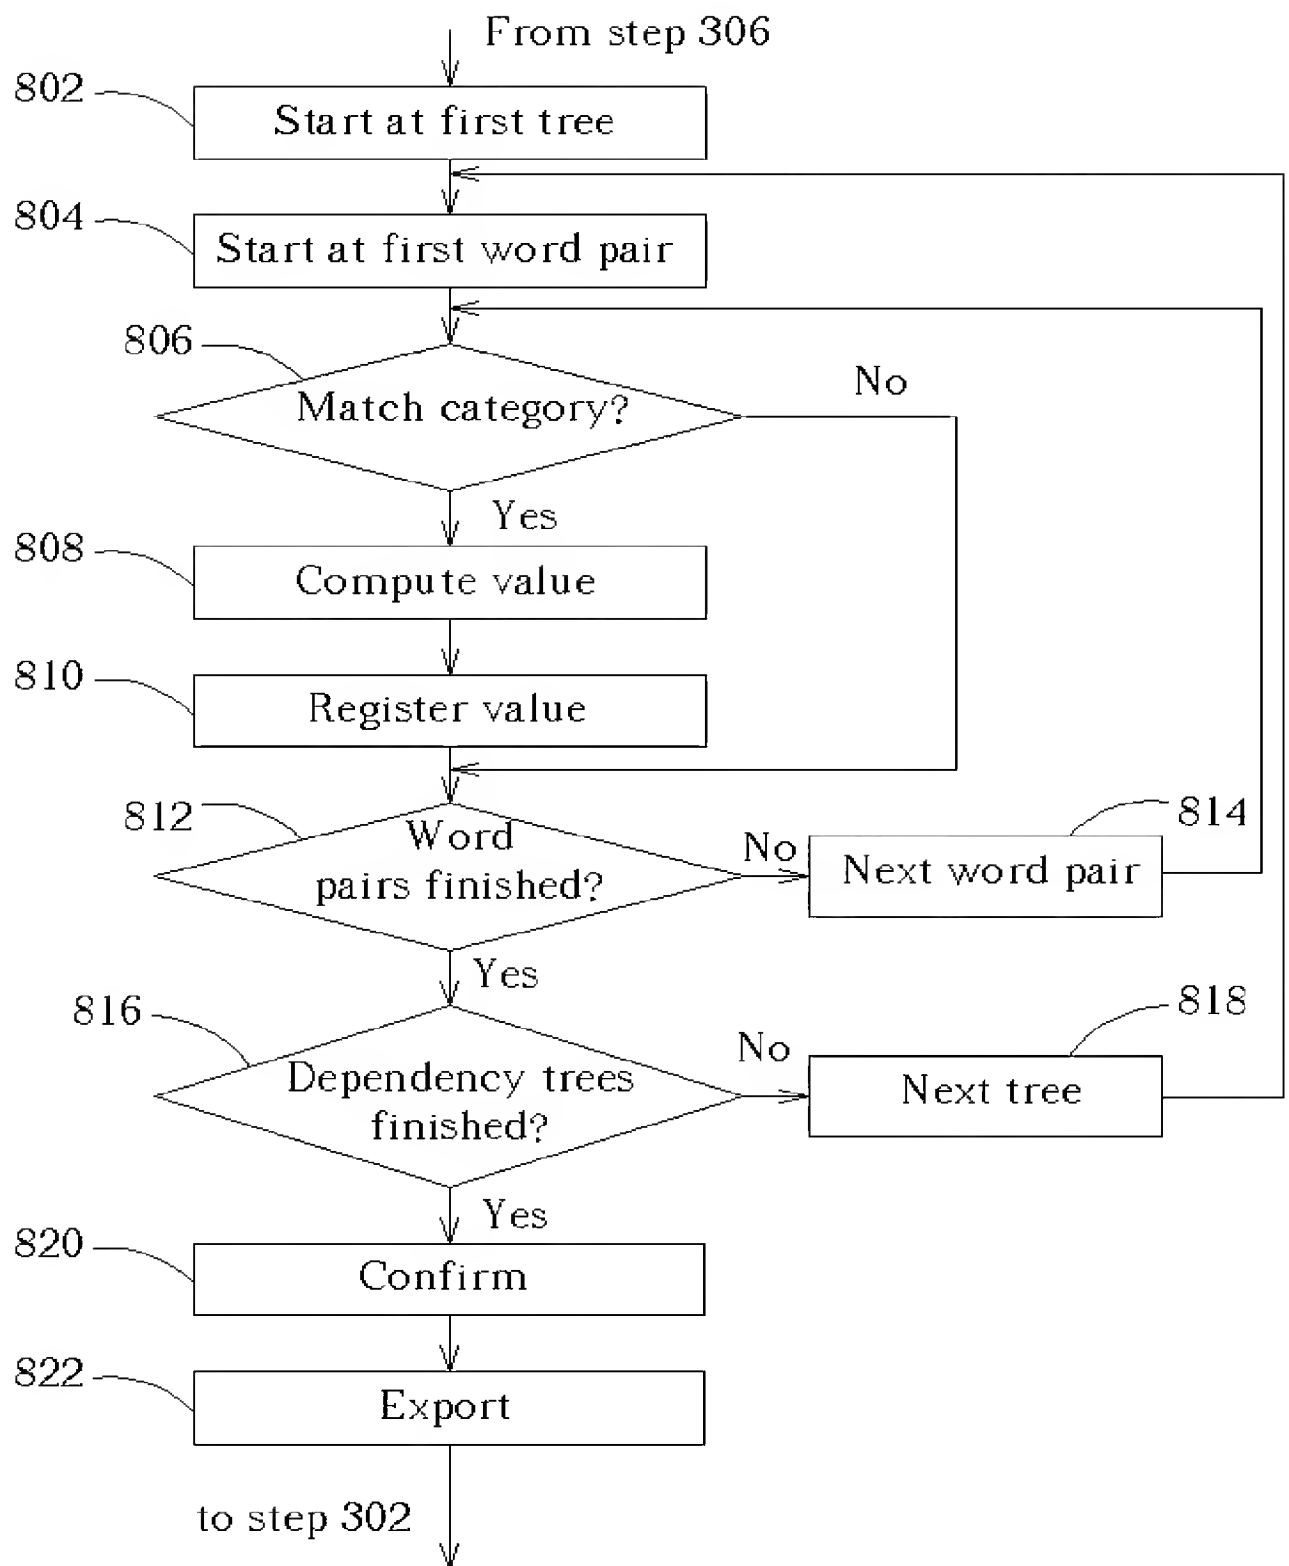 From step 306
802
Start at first tree
804
Start at first word pair
806
Match category?
No
Yes
808
Compute value
810
Register value
812
Word
pairs finished?
No
814
Next word pair
Yes
816
Dependency trees
finished?
No
818
Next tree
Yes
820
Confirm
822
Export
to step 302